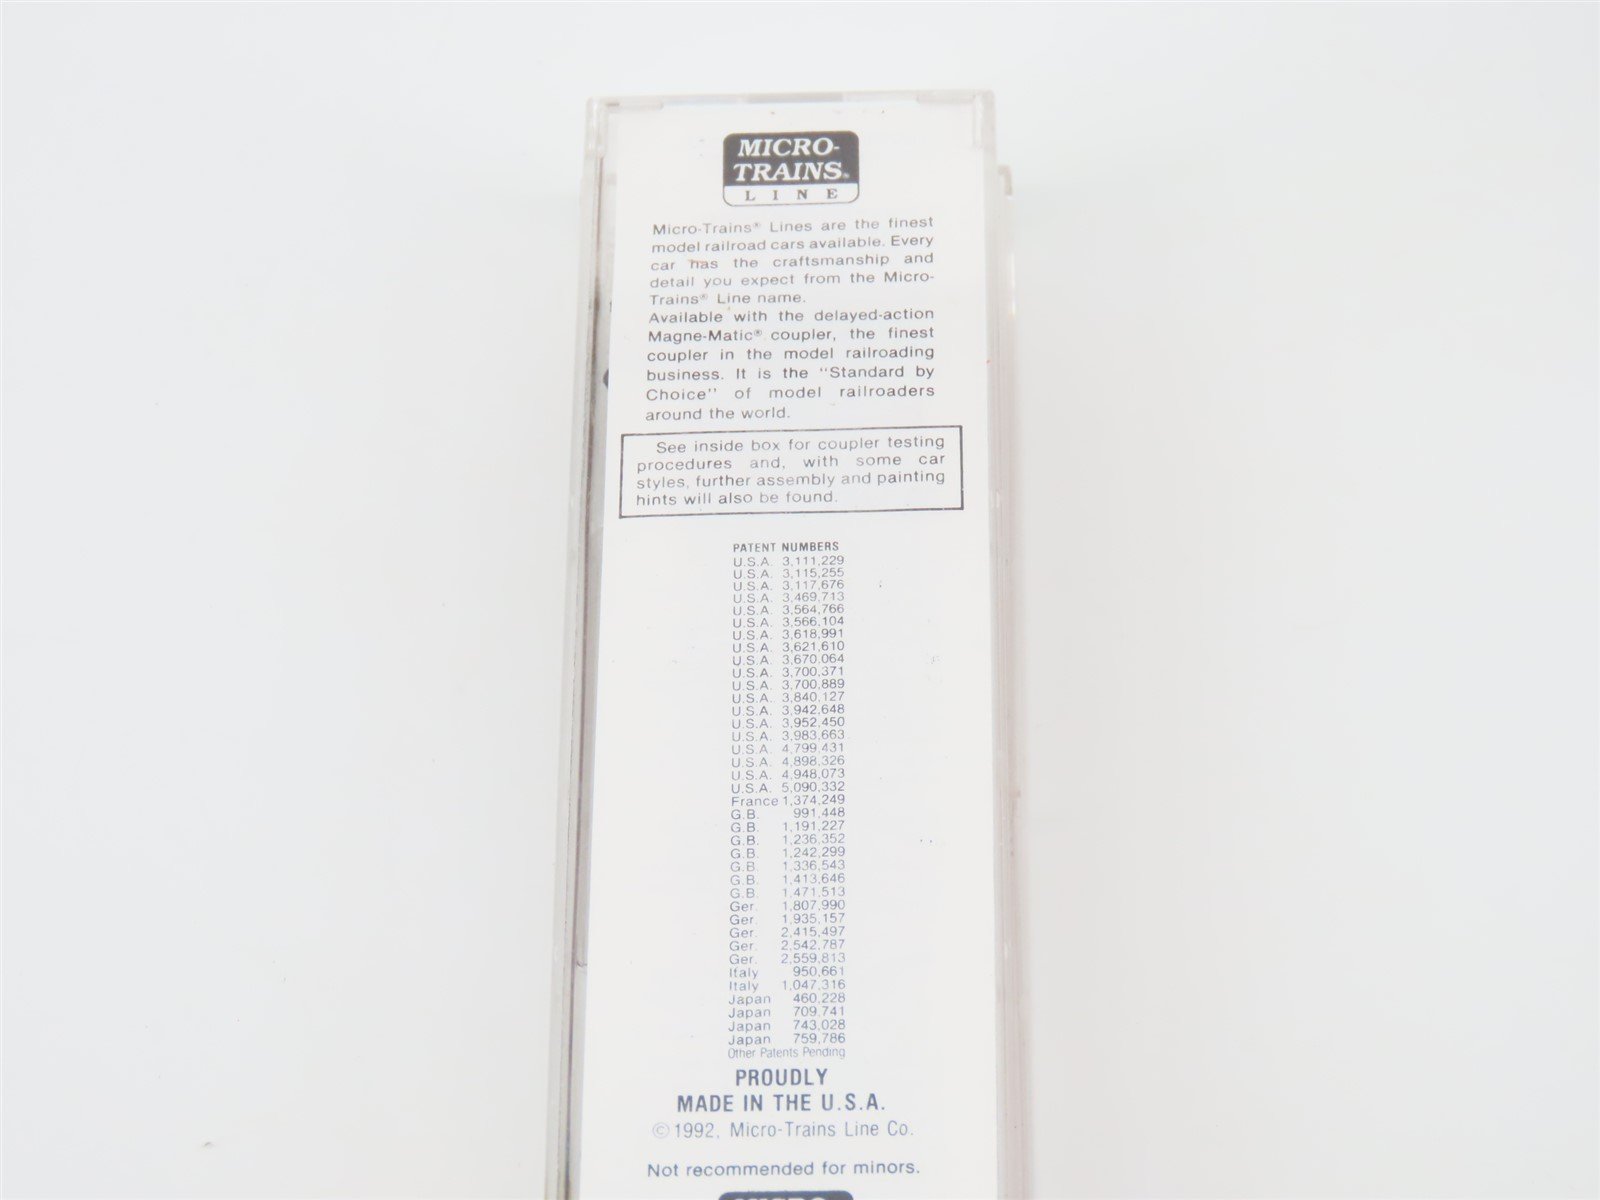 MICRO-
TRAINS
LINE
Micro-Trains® Lines are the finest
model railroad cars available. Every
car has the craftsmanship and
detail you expect from the Micro-
Trains® Line name.
Available with the delayed-action
Magne-Matic® coupler, the finest
coupler in the model railroading
business. It is the "Standard by
Choice" of model railroaders
around the world.
See inside box for coupler testing
procedures and, with some car
styles, further assembly and painting
hints will also be found.
PATENT NUMBERS
U.S.A. 3,111,229
U.S.A. 3,115,255
U.S.A. 3,117,676
U.S.A. 3,469,713
U.S.A. 3,564,766
U.S.A. 3,566,104
U.S.A. 3,618,991
U.S.A. 3,621,610
U.S.A. 3,670,064
U.S.A. 3,700,371
U.S.A. 3,700,889
U.S.A. 3,840,127
U.S.A. 3,942,648
U.S.A. 3,952,450
U.S.A. 3,983,663
U.S.A. 4,799,431
U.S.A. 4,898,326
U.S.A. 4,948,073
U.S.A. 5,090,332
France 1,374,249
G.B. 991,448
G.B. 1,191,227
G.B. 1,236,352
G.B. 1,242,299
G.B. 1,336,543
G.B. 1,413,646
G.B. 1,471,513
Ger. 1,807,990
Ger. 1,935,157
Ger. 2,415,497
Ger. 2,542,787
Ger. 2,559,813
Italy 950,661
Italy 1,047,316
Japan 460,228
Japan 709,741
Japan 743,028
Japan 759,786
Other Patents Pending
PROUDLY
MADE IN THE U.S.A.
© 1992, Micro-Trains Line Co.
Not recommended for minors.